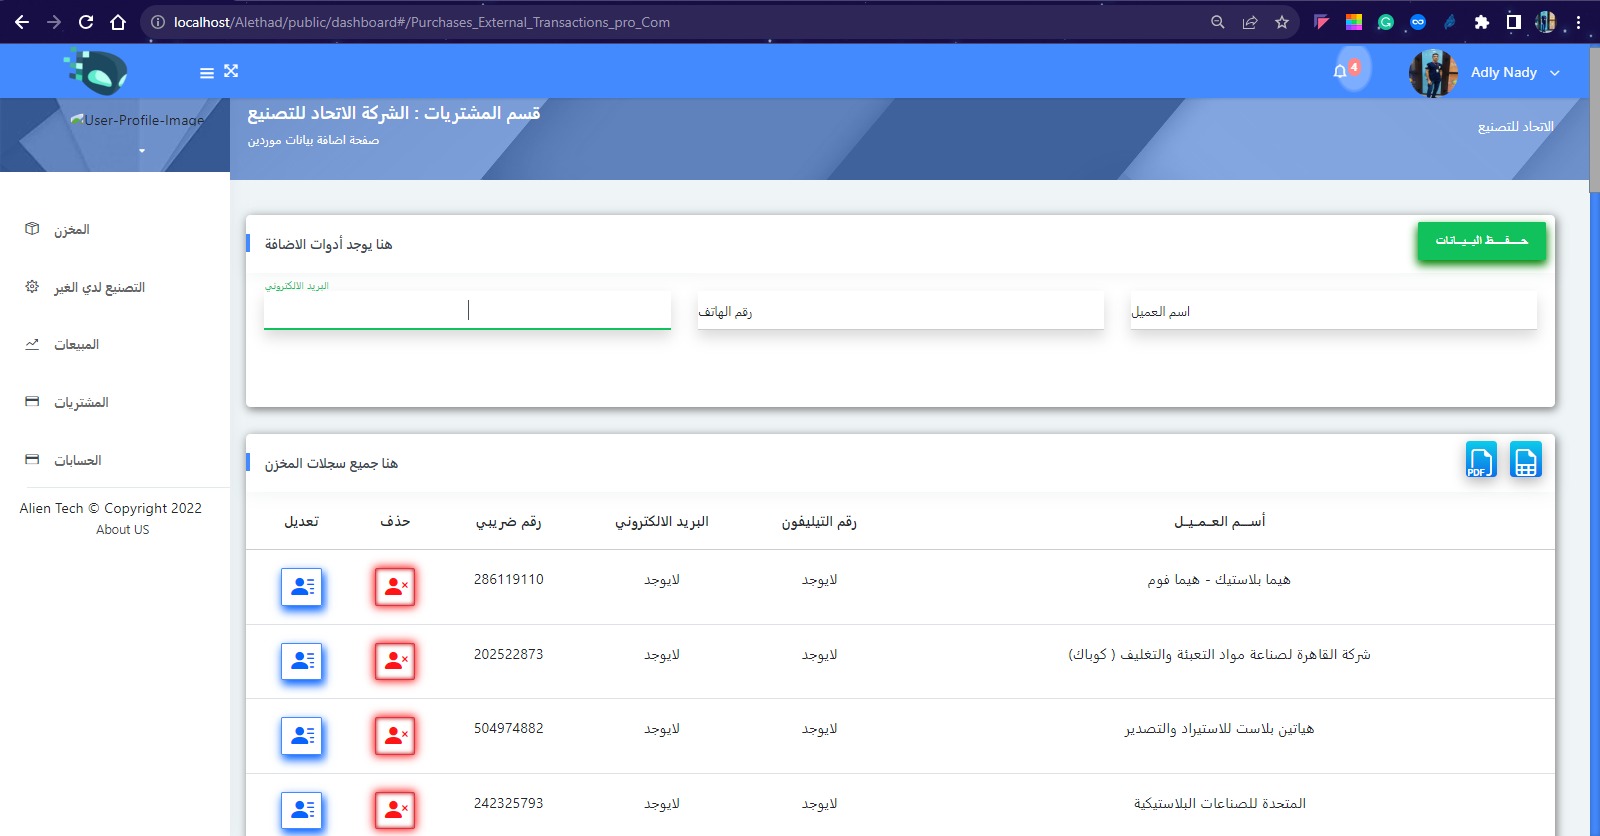 localhost/Alethad/public/dashboard#/Purchases_External_Transactions_pro_Com
4
Adly Nady
User-Profile-Image
قسم المشتريات : الشركة الاتحاد للتصنيع
صفحة اضافة بيانات موردين
الاتحاد للتصنيع
المخزن
التصنيع لدي الغير
المبيعات
المشتريات
الحسابات
Alien Tech © Copyright 2022
About US
هنا يوجد أدوات الاضافة
حـــفـــظ البــيــانات
اسم العميل
رقم الهاتف
البريد الالكتروني
هنا جميع سجلات المخزن
PDF
أســـم العــمــيــل	رقم التيليفون	البريد الالكتروني	رقم ضريبي	حذف	تعديل
هيما بلاستيك - هيما فوم	لايوجد	لايوجد	286119110
شركة القاهرة لصناعة مواد التعبئة والتغليف ( كوباك)	لايوجد	لايوجد	202522873
هياتين بلاست للاستيراد والتصدير	لايوجد	لايوجد	504974882
المتحدة للصناعات البلاستيكية	لايوجد	لايوجد	242325793